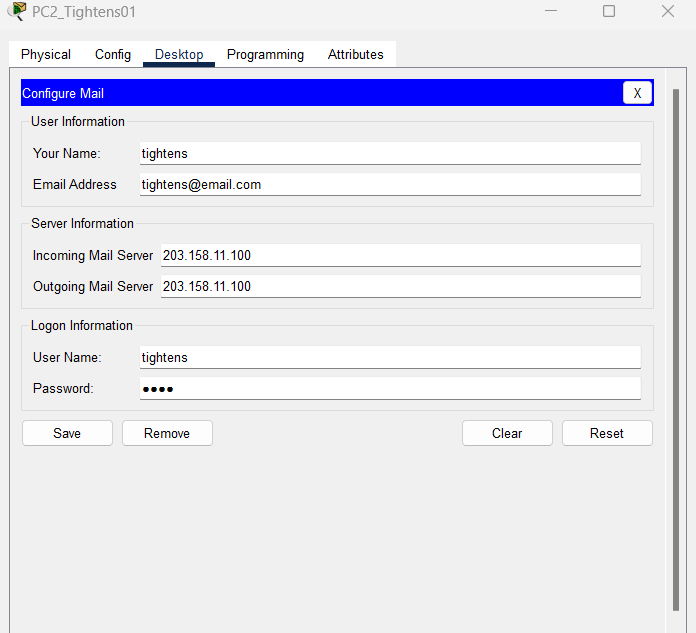 PC2_Tightens01
Physical Config Desktop Programming Attributes
Configure Mail X
User Information
Your Name: tightens
Email Address tightens@email.com
Server Information
Incoming Mail Server 203.158.11.100
Outgoing Mail Server 203.158.11.100
Logon Information
User Name: tightens
Password: ••••
Save Remove Clear Reset